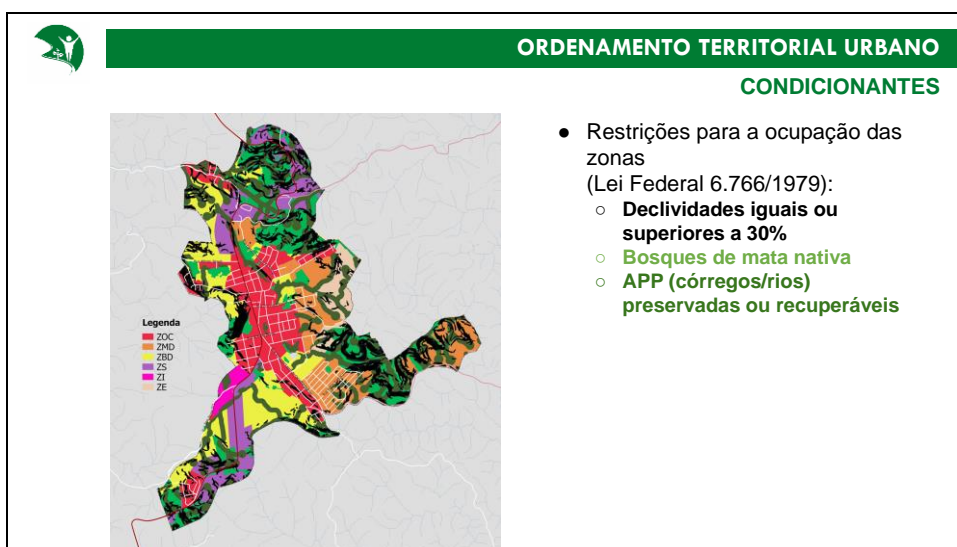 ORDENAMENTO TERRITORIAL URBANO
CONDICIONANTES
● Restrições para a ocupação das
zonas
(Lei Federal 6.766/1979):
○ Declividades iguais ou
superiores a 30%
○ Bosques de mata nativa
○ APP (córregos/rios)
preservadas ou recuperáveis
Legenda
ZOC
ZMD
ZBD
ZS
ZI
ZE